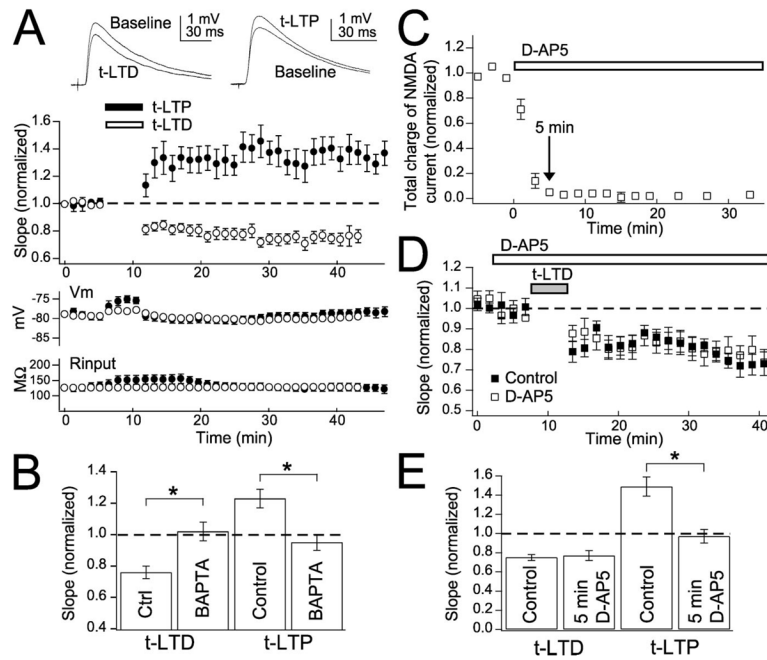 A
Baseline
1 mV
30 ms
t-LTD
t-LTP
1 mV
30 ms
Baseline
t-LTP
t-LTD
Slope (normalized)
1.4
1.2
1.0
0.8
0.6
0 10 20 30 40
Vm
mV
-75
-80
-85
Rinput
MΩ
200
150
100
0 10 20 30 40
Time (min)
B
Slope (normalized)
1.4
1.2
1.0
0.8
0.6
0.4
*
*
Ctrl
BAPTA
Control
BAPTA
t-LTD
t-LTP
C
D-AP5
Total charge of NMDA
current (normalized)
1.2
1.0
0.8
0.6
0.4
0.2
0.0
5 min
0 10 20 30
Time (min)
D
D-AP5
t-LTD
Slope (normalized)
1.2
1.1
1.0
0.9
0.8
0.7
0.6
0.5
Control
D-AP5
0 10 20 30 40
Time (min)
E
Slope (normalized)
1.6
1.4
1.2
1.0
0.8
0.6
0.4
0.2
0.0
*
Control
5 min
D-AP5
Control
5 min
D-AP5
t-LTD
t-LTP